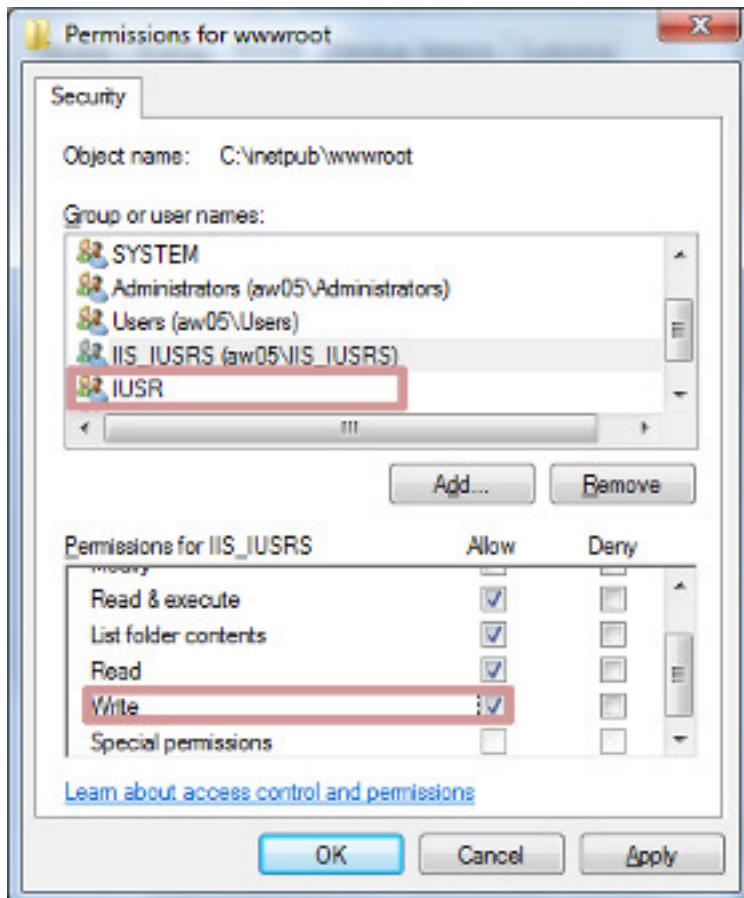 Permissions for wwwroot
Security
Object name: C:\inetpub\wwwroot
Group or user names:
SYSTEM
Administrators (aw05\Administrators)
Users (aw05\Users)
IIS_IUSRS (aw05\IIS_IUSRS)
IUSR
Add... Remove
Permissions for IIS_IUSRS Allow Deny
Modify
Read & execute
List folder contents
Read
Write
Special permissions
Learn about access control and permissions
OK Cancel Apply